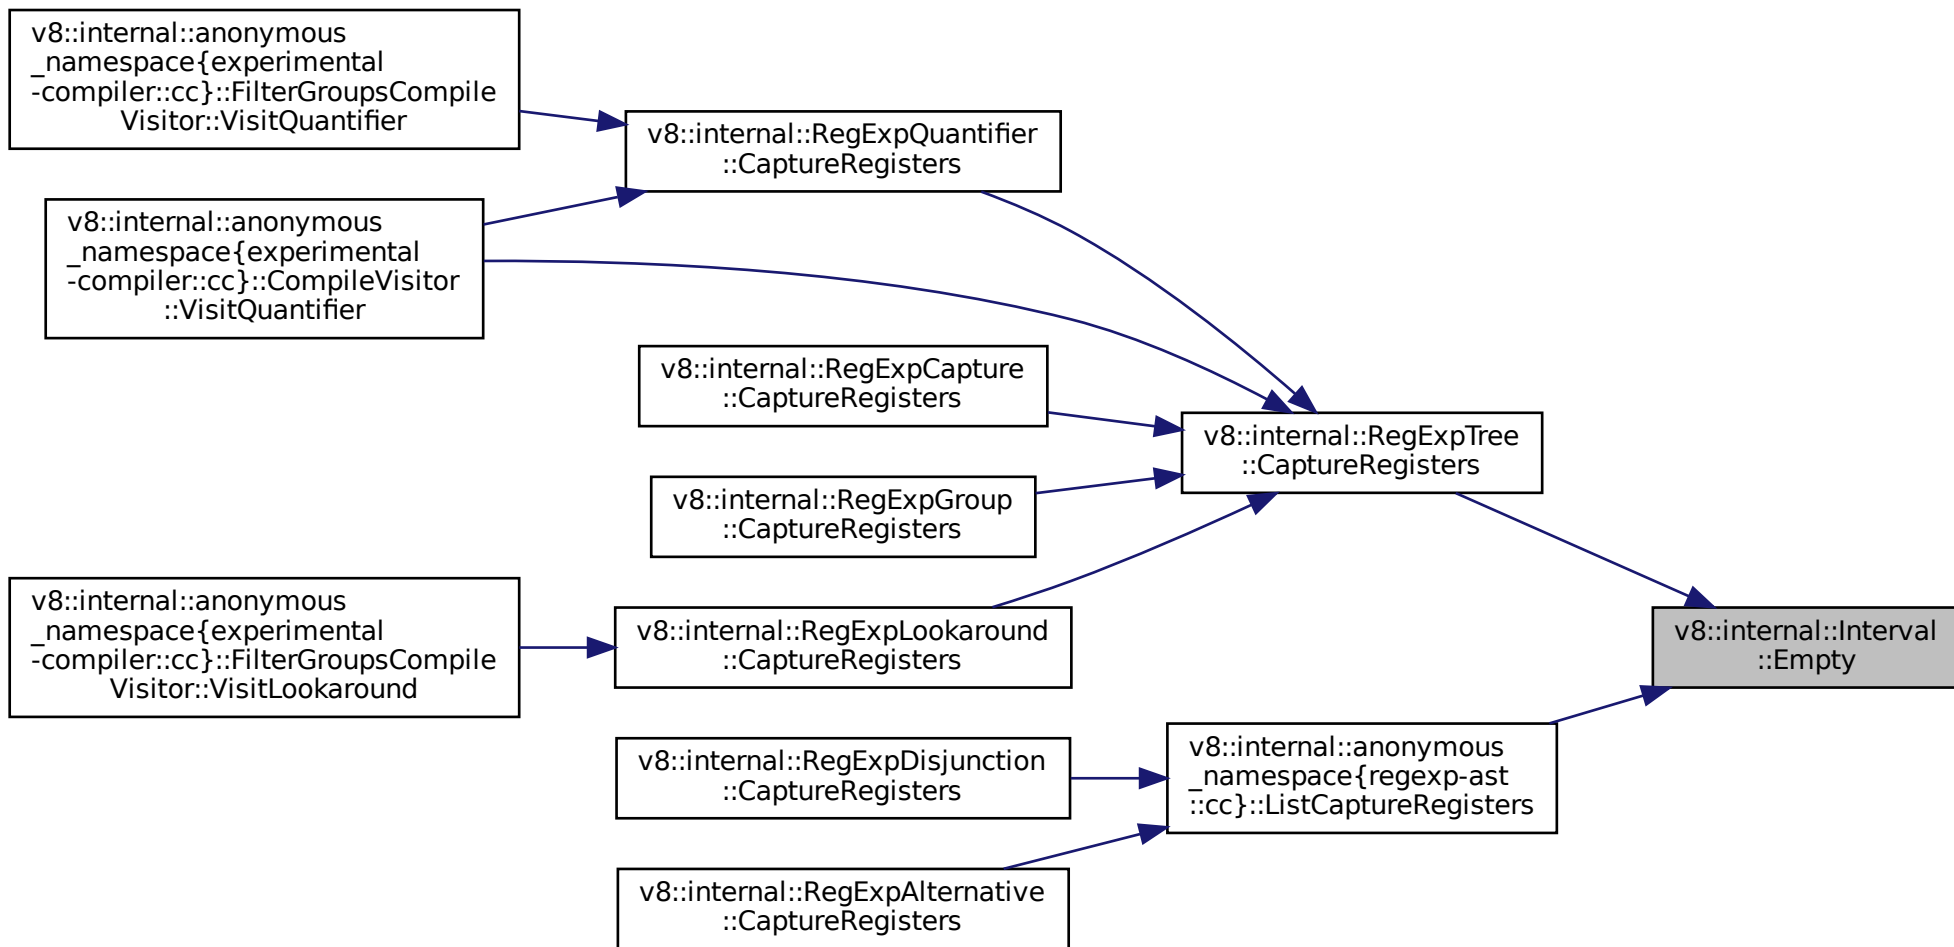 v8::internal::anonymous
_namespace{experimental
-compiler::cc}::FilterGroupsCompile
Visitor::VisitQuantifier
v8::internal::RegExpQuantifier
::CaptureRegisters
v8::internal::anonymous
_namespace{experimental
-compiler::cc}::CompileVisitor
::VisitQuantifier
v8::internal::RegExpCapture
::CaptureRegisters
v8::internal::RegExpTree
::CaptureRegisters
v8::internal::RegExpGroup
::CaptureRegisters
v8::internal::anonymous
_namespace{experimental
-compiler::cc}::FilterGroupsCompile
Visitor::VisitLookaround
v8::internal::RegExpLookaround
::CaptureRegisters
v8::internal::Interval
::Empty
v8::internal::RegExpDisjunction
::CaptureRegisters
v8::internal::anonymous
_namespace{regexp-ast
::cc}::ListCaptureRegisters
v8::internal::RegExpAlternative
::CaptureRegisters